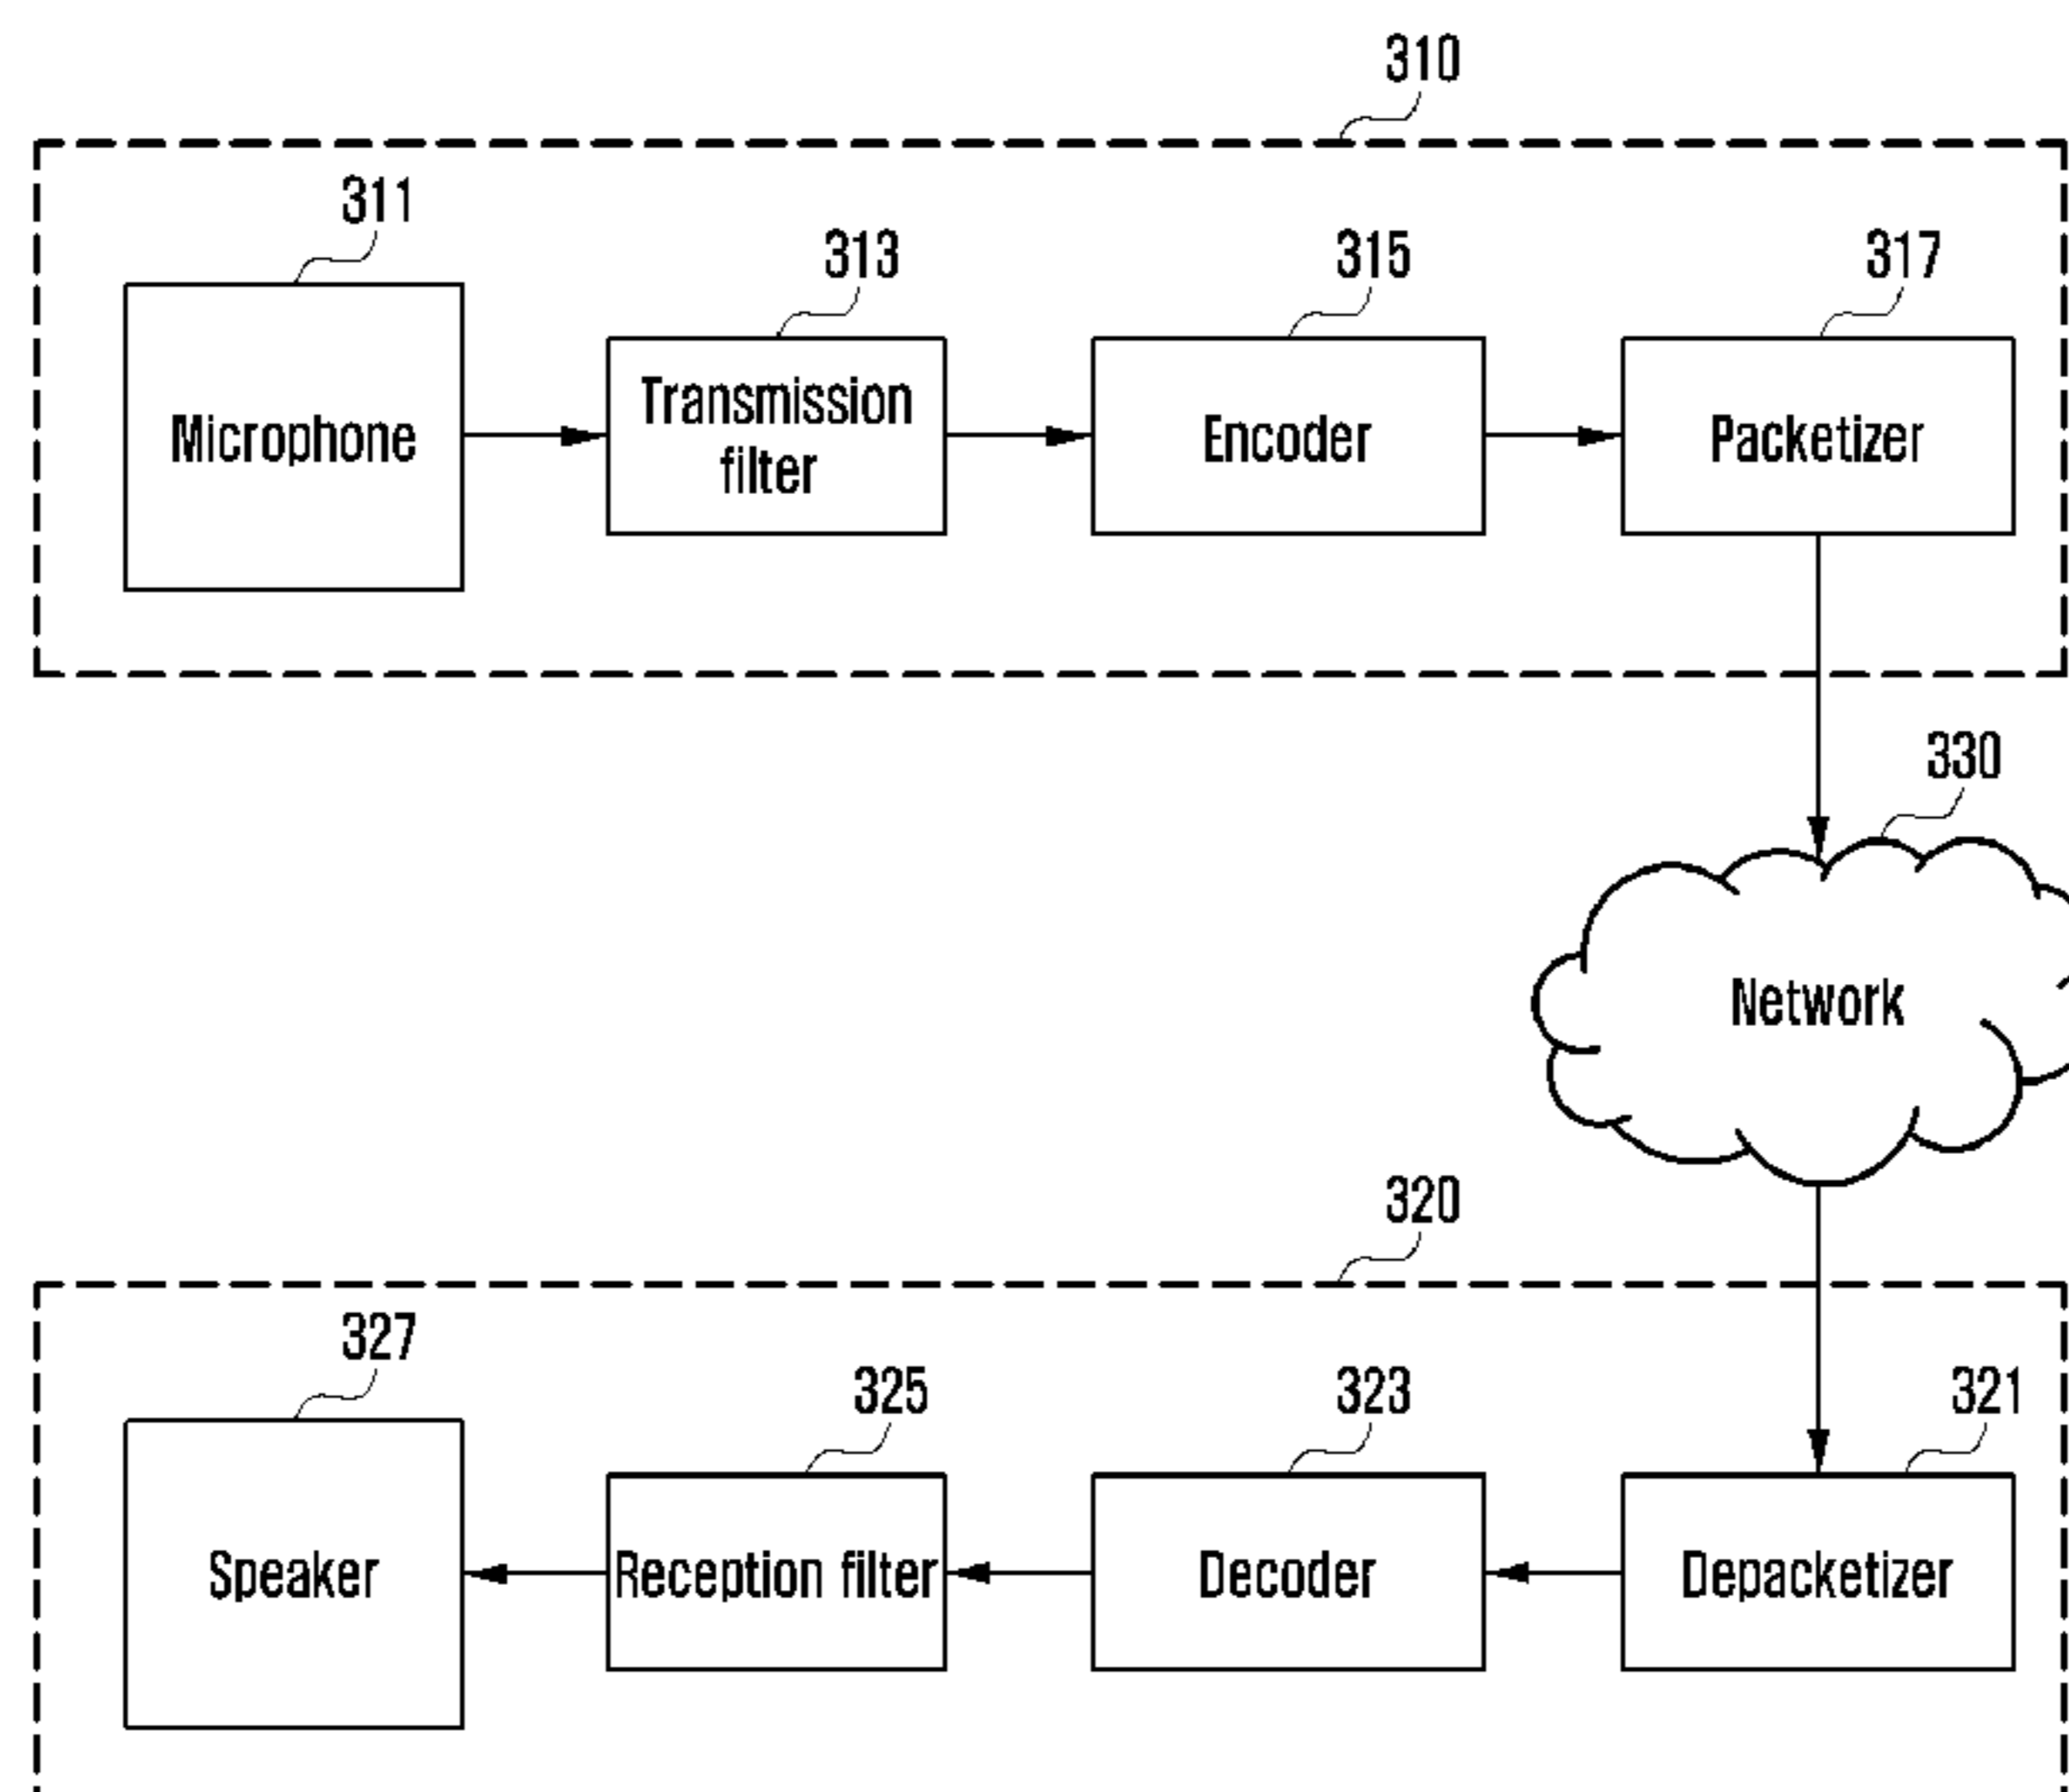 310
311
313
315
317
Microphone
Transmission
filter
Encoder
Packetizer
330
Network
320
327
325
323
321
Speaker
Reception filter
Decoder
Depacketizer